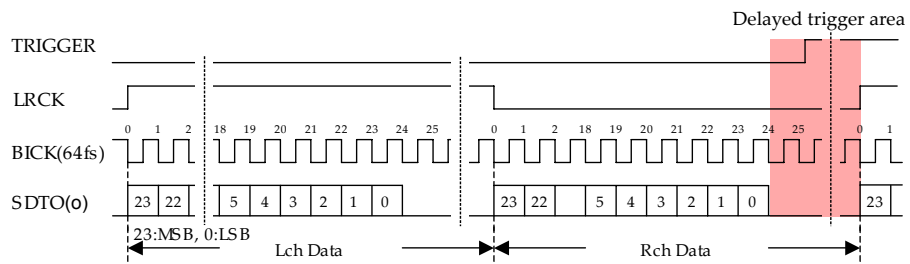 Delayed trigger area
TRIGGER
LRCK
0 1 2 18 19 20 21 22 23 24 25 0 1 2 18 19 20 21 22 23 24 25 0 1
BICK(64fs)
SDTO(o) 23 22 5 4 3 2 1 0 23 22 5 4 3 2 1 0 23
23:MSB, 0:LSB
Lch Data Rch Data